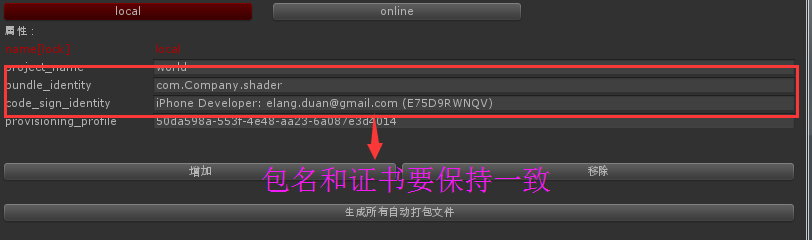 local
online
属性：
name[lock] local
project_name world
bundle_identity com.Company.shader
code_sign_identity iPhone Developer: elang.duan@gmail.com (E75D9RWNQV)
provisioning_profile 50da598a-553f-4e48-aa23-6a087e3d4014
增加
移除
包名和证书要保持一致
生成所有自动打包文件